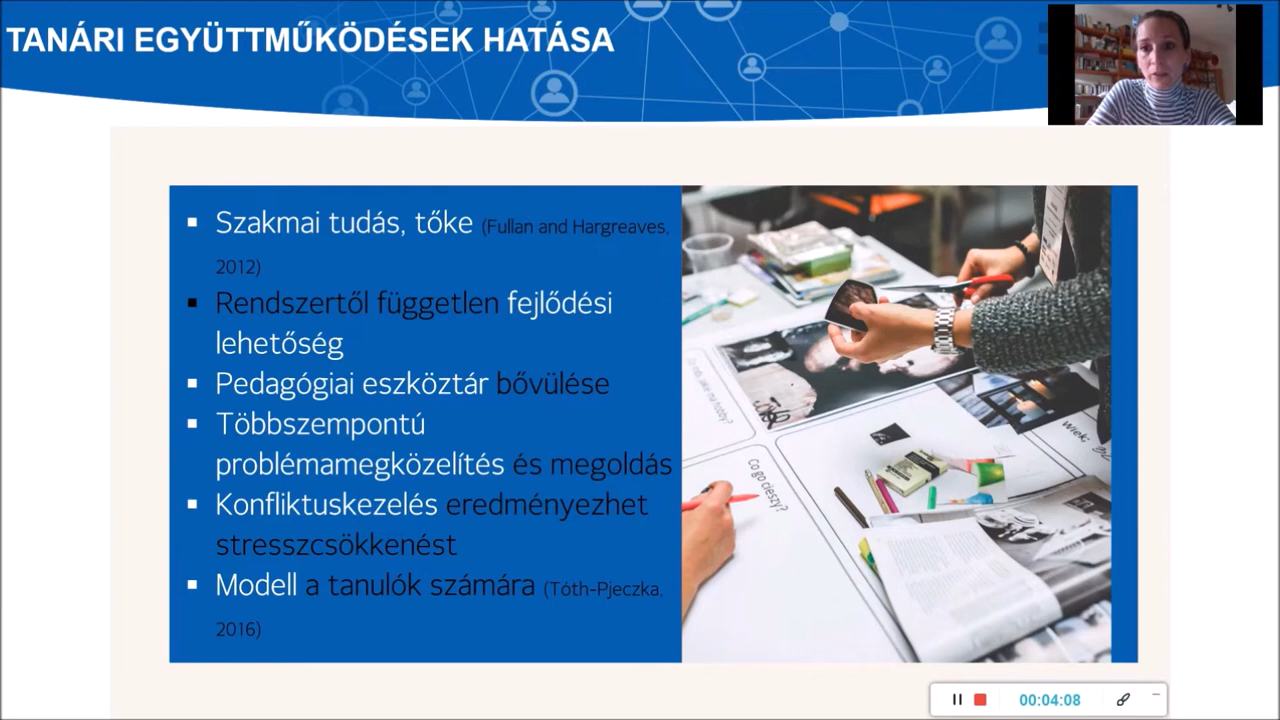 TANÁRI EGYÜTTMŰKÖDÉSEK HATÁSA
▪ Szakmai tudás, tőke (Fullan and Hargreaves,
2012)
▪ Rendszertől független fejlődési
lehetőség
▪ Pedagógiai eszköztár bővülése
▪ Többszempontú
problémamegközelítés és megoldás
▪ Konfliktuskezelés eredményezhet
stresszcsökkenést
▪ Modell a tanulók számára (Tóth-Pjeczka,
2016)
Co go cieszy?
Wiek:
00:04:08